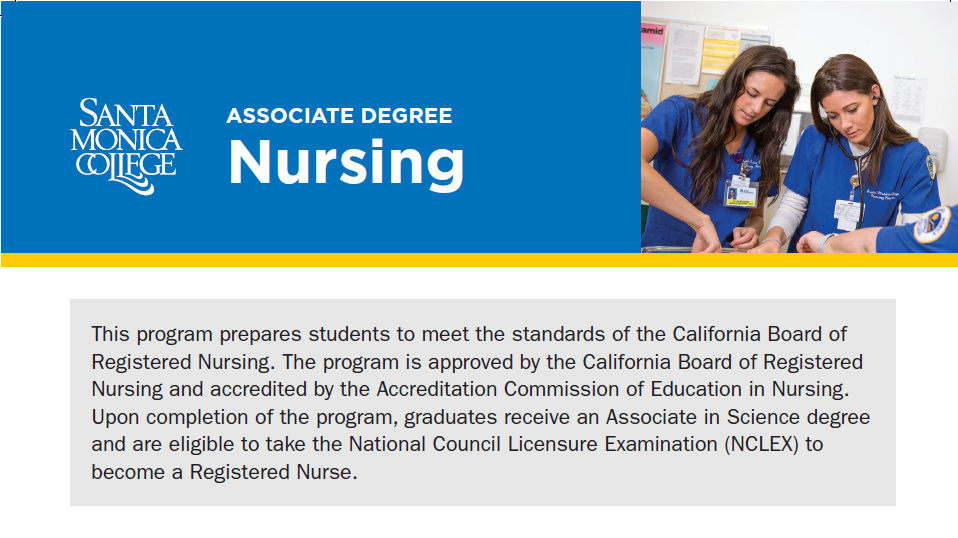 SANTA
MONICA
COLLEGE
ASSOCIATE DEGREE
Nursing
amid
This program prepares students to meet the standards of the California Board of
Registered Nursing. The program is approved by the California Board of Registered
Nursing and accredited by the Accreditation Commission of Education in Nursing.
Upon completion of the program, graduates receive an Associate in Science degree
and are eligible to take the National Council Licensure Examination (NCLEX) to
become a Registered Nurse.